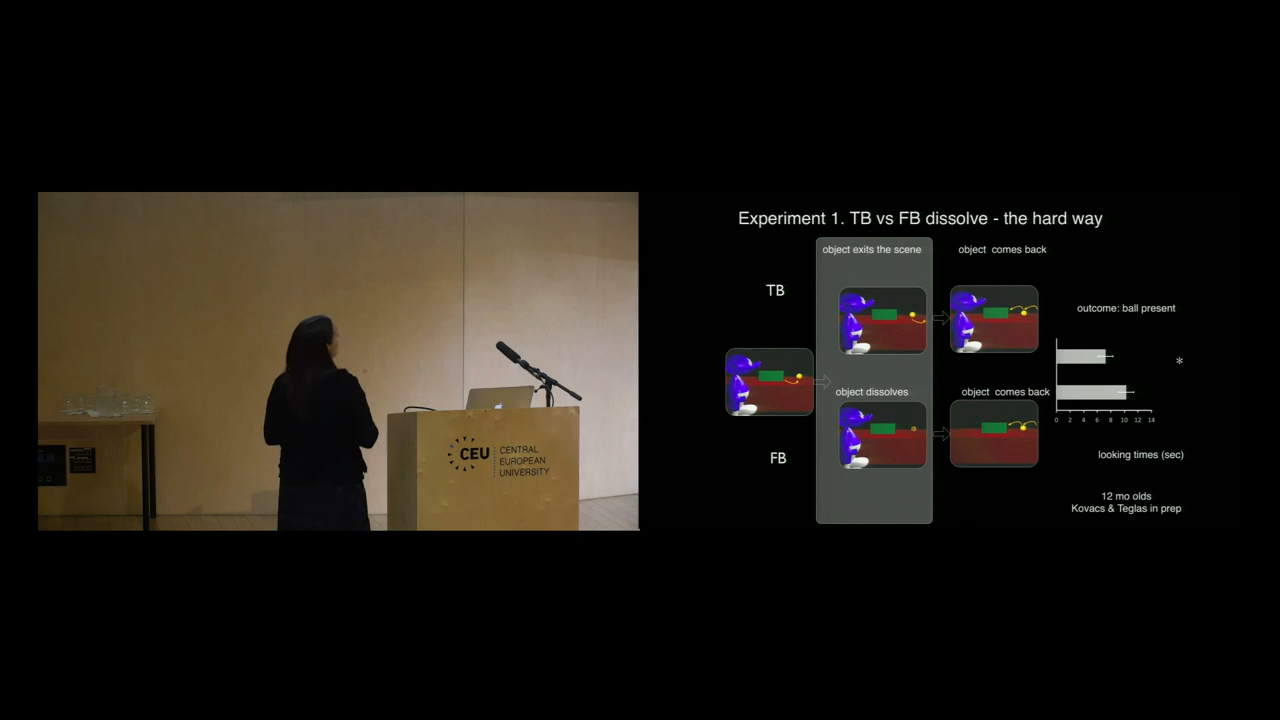 CEU
CENTRAL
EUROPEAN
UNIVERSITY
Experiment 1. TB vs FB dissolve - the hard way
object exits the scene
object comes back
TB
outcome: ball present
*
object dissolves
object comes back
0 2 4 6 8 10 12 14
FB
looking times (sec)
12 mo olds
Kovacs & Teglas in prep